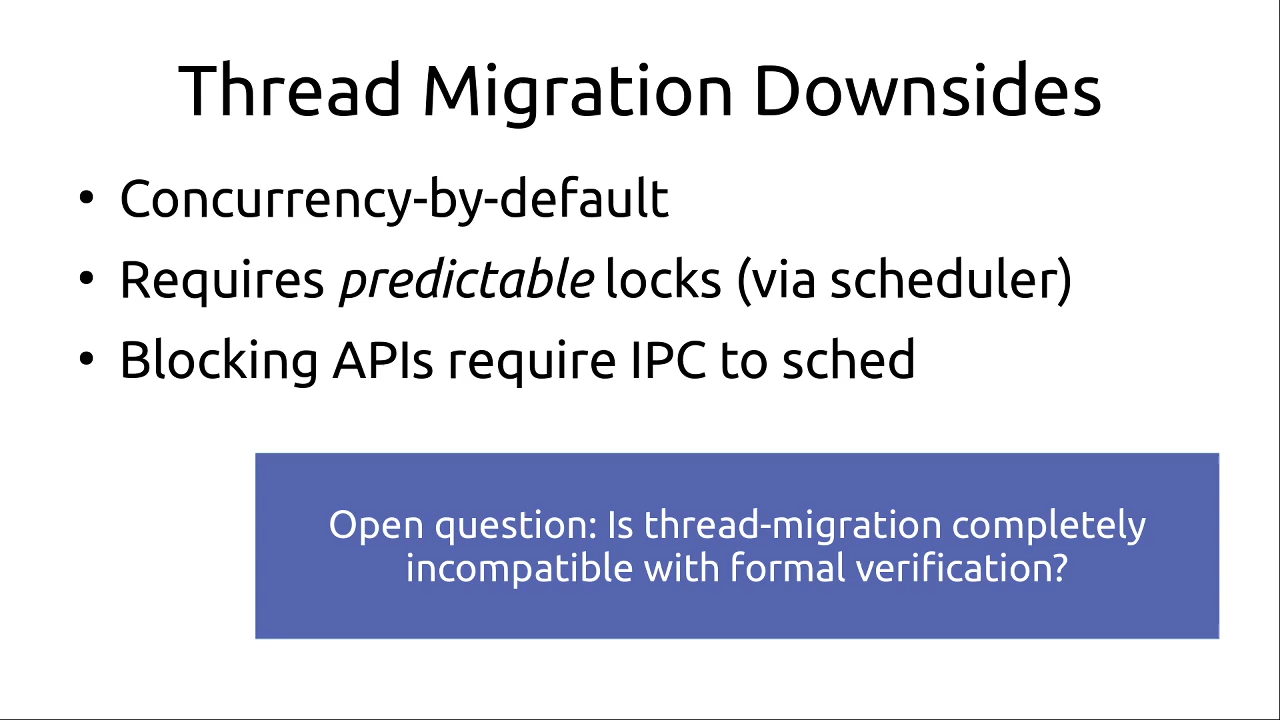 Thread Migration Downsides
• Concurrency-by-default
• Requires predictable locks (via scheduler)
• Blocking APIs require IPC to sched
Open question: Is thread-migration completely
incompatible with formal verification?